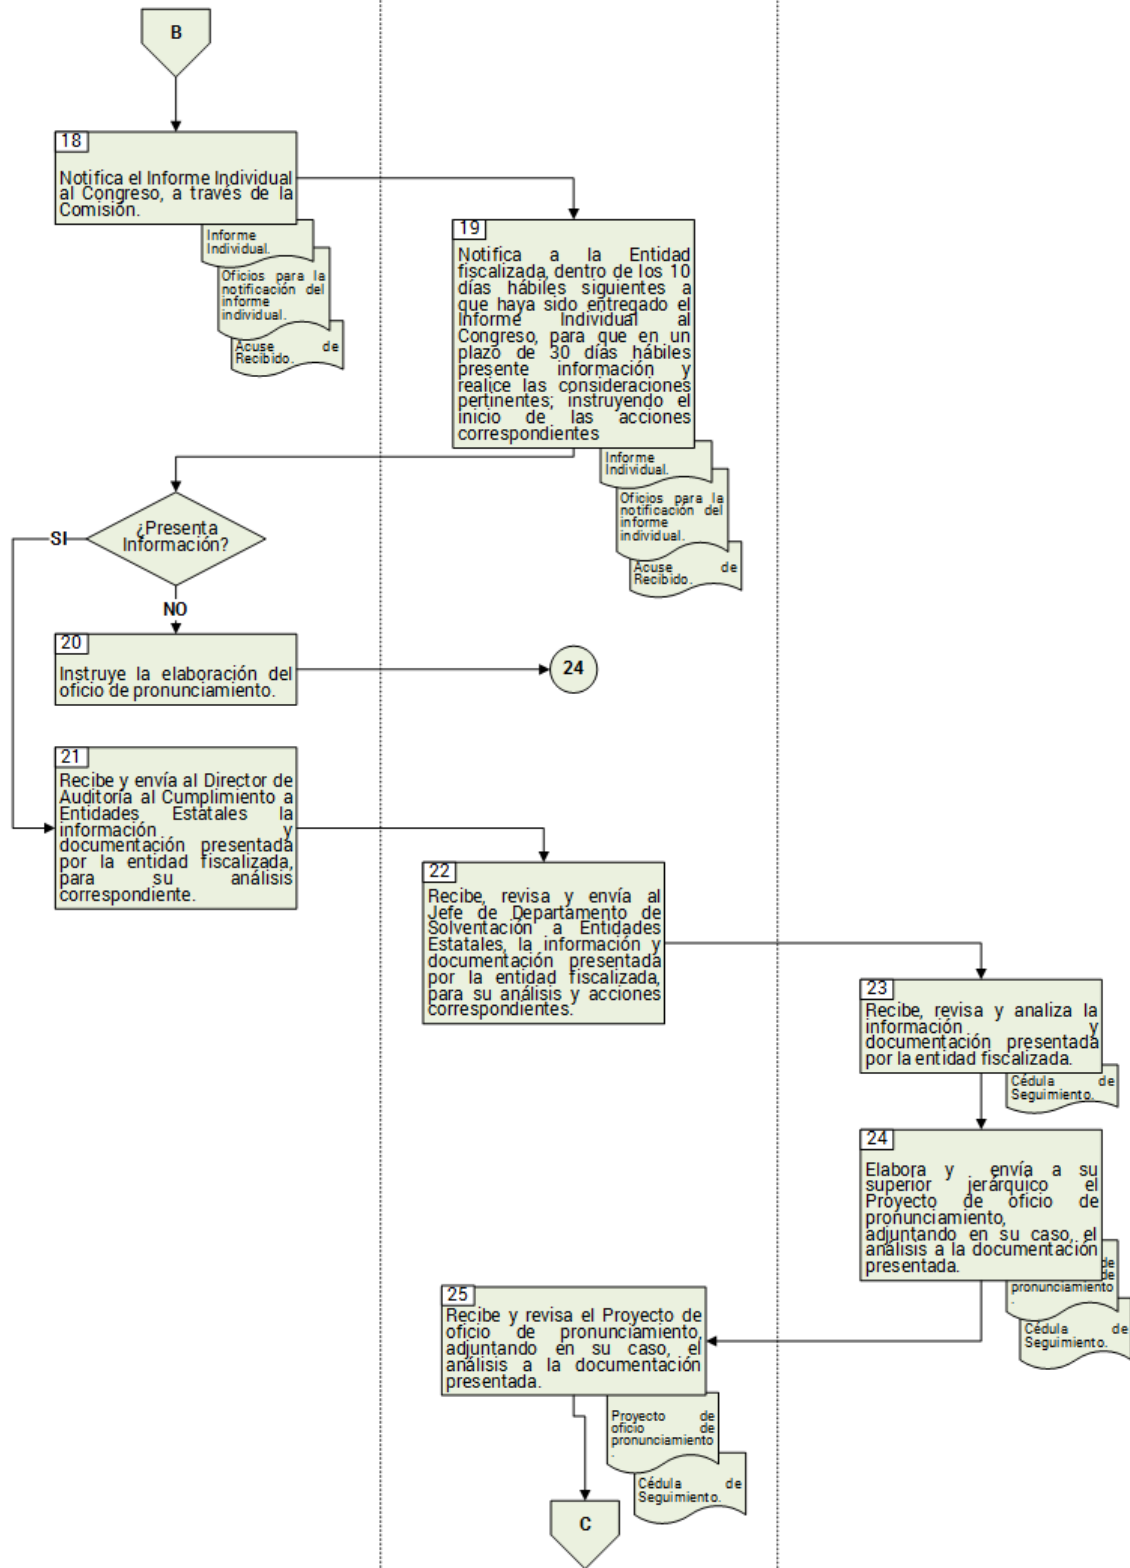 B
18
Notifica el Informe Individual
al Congreso, a través de la
Comisión.
Informe
Individual.
Oficios para la
notificación del
informe
individual.
Acuse de
Recibido.
19
Notifica a la Entidad
fiscalizada, dentro de los 10
días hábiles siguientes a
que haya sido entregado el
Informe Individual al
Congreso, para que en un
plazo de 30 días hábiles
presente información y
realice las consideraciones
pertinentes; instruyendo el
inicio de las acciones
correspondientes
Informe
Individual.
Oficios para la
notificación del
informe
individual.
Acuse de
Recibido.
¿Presenta
Información?
SI
NO
20
Instruye la elaboración del
oficio de pronunciamiento.
24
21
Recibe y envía al Director de
Auditoría al Cumplimiento a
Entidades Estatales la
información y
documentación presentada
por la entidad fiscalizada,
para su análisis
correspondiente.
22
Recibe, revisa y envía al
Jefe de Departamento de
Solventación a Entidades
Estatales, la información y
documentación presentada
por la entidad fiscalizada,
para su análisis y acciones
correspondientes.
23
Recibe, revisa y analiza la
información y
documentación presentada
por la entidad fiscalizada.
Cédula de
Seguimiento.
24
Elabora y envía a su
superior jerárquico el
Proyecto de oficio de
pronunciamiento,
adjuntando en su caso, el
análisis a la documentación
presentada.
de
de
pronunciamiento
.
Cédula de
Seguimiento.
25
Recibe y revisa el Proyecto de
oficio de pronunciamiento,
adjuntando en su caso, el
análisis a la documentación
presentada.
Proyecto de
oficio de
pronunciamiento
.
Cédula de
Seguimiento.
C